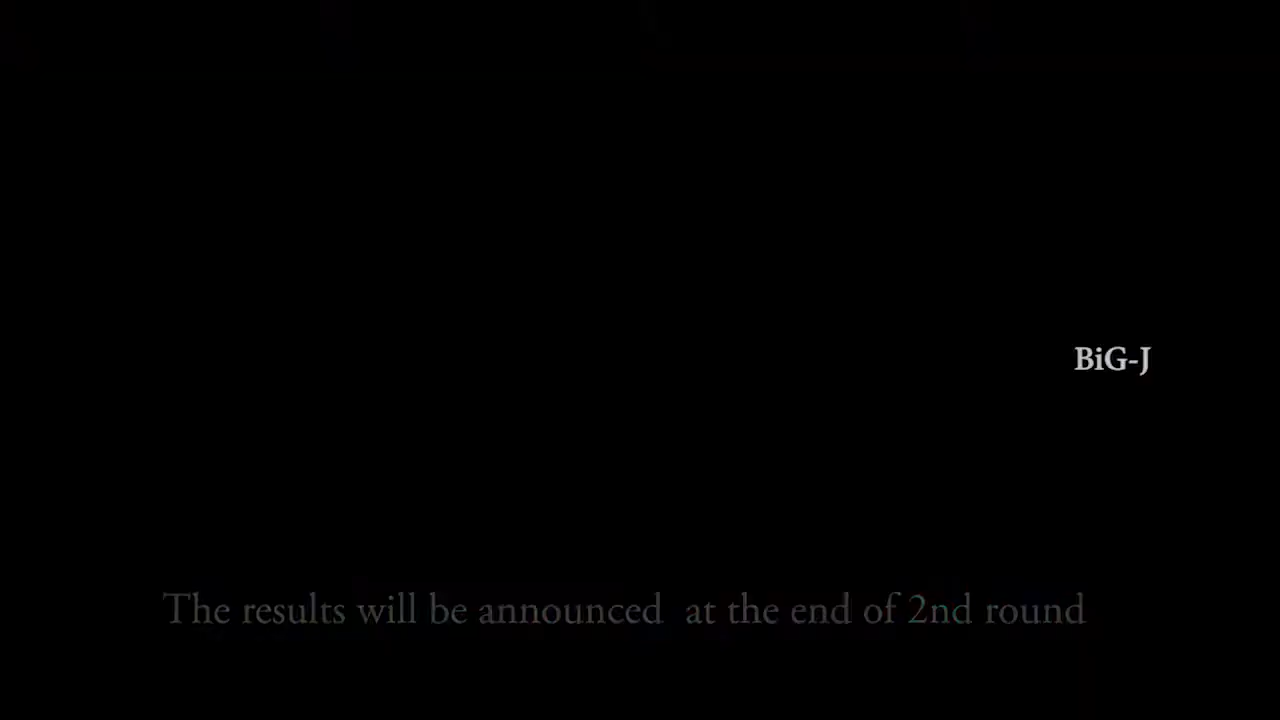 BiG-J
The results will be announced  at the end of 2nd round